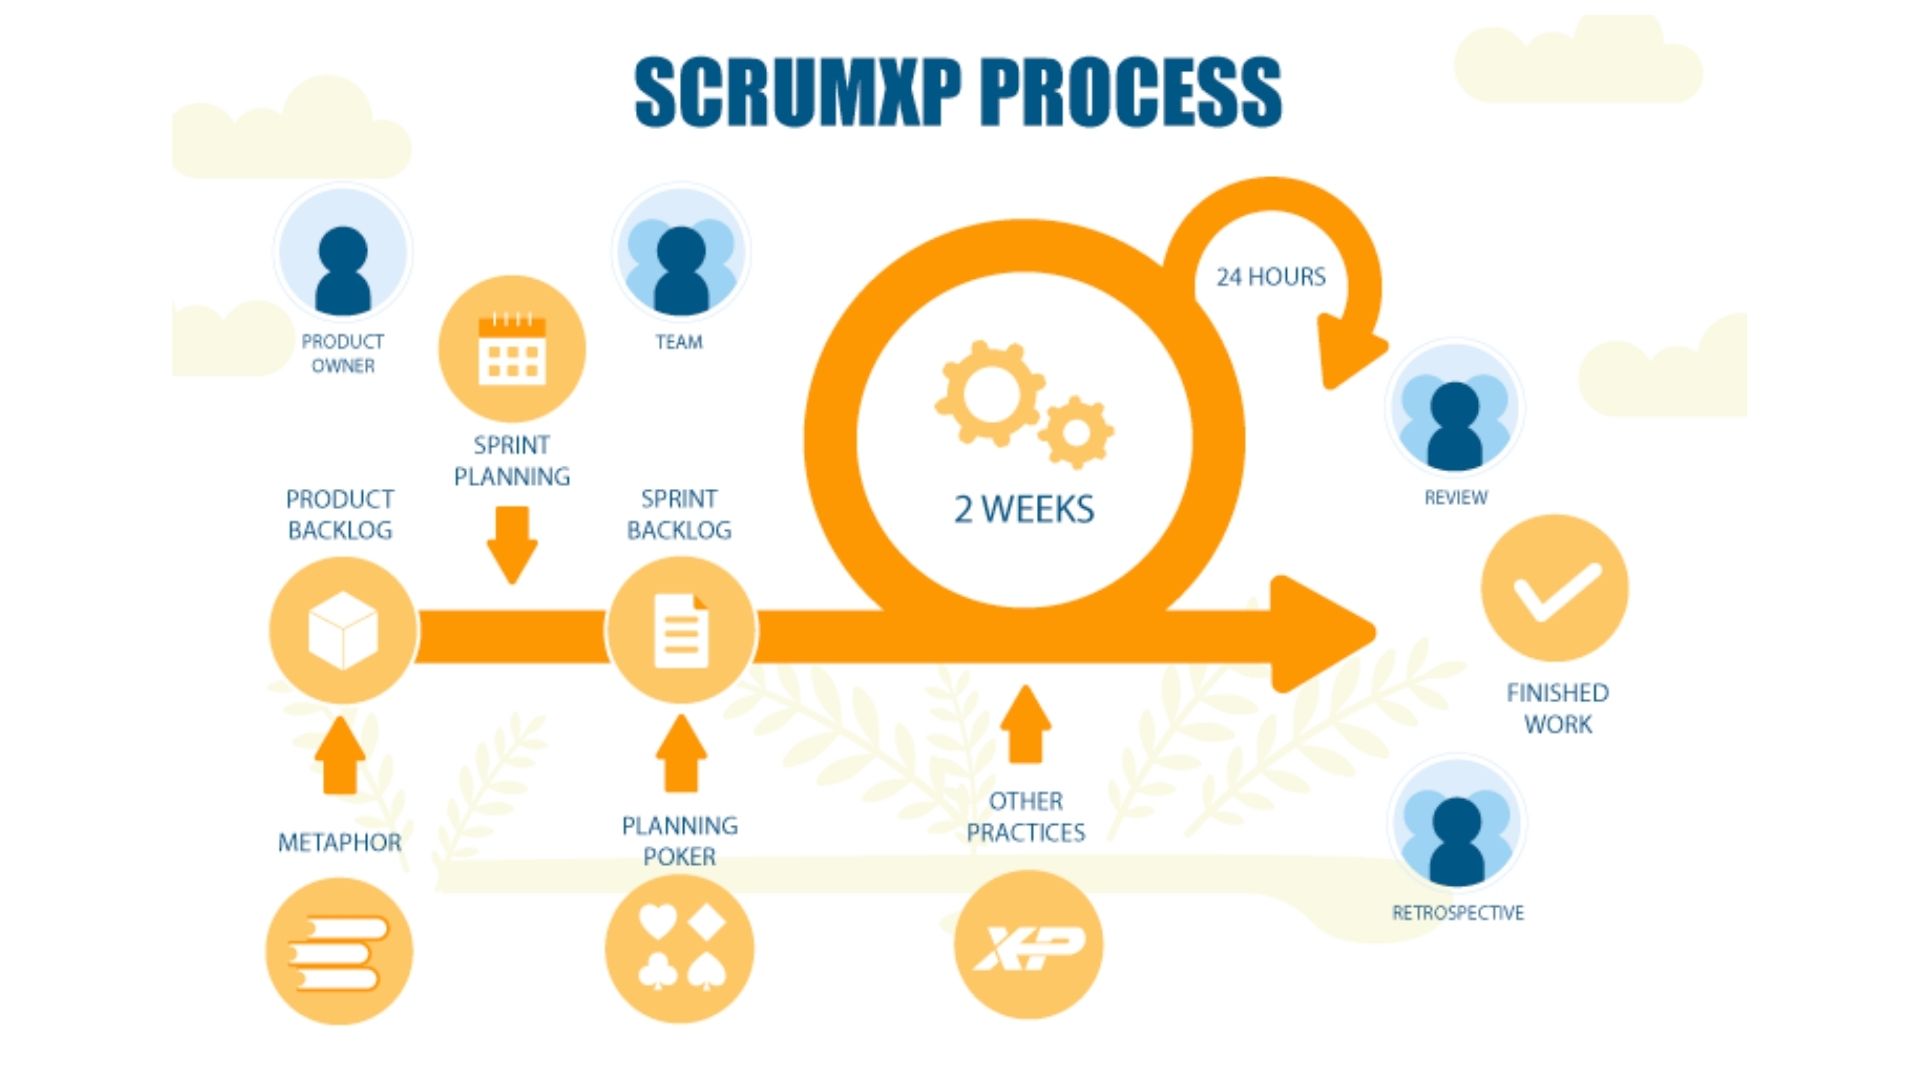 SCRUMXP PROCESS
24 HOURS
PRODUCT
OWNER
TEAM
SPRINT
PLANNING
PRODUCT
BACKLOG
SPRINT
BACKLOG
2 WEEKS
REVIEW
FINISHED
WORK
METAPHOR
PLANNING
POKER
OTHER
PRACTICES
XP
RETROSPECTIVE